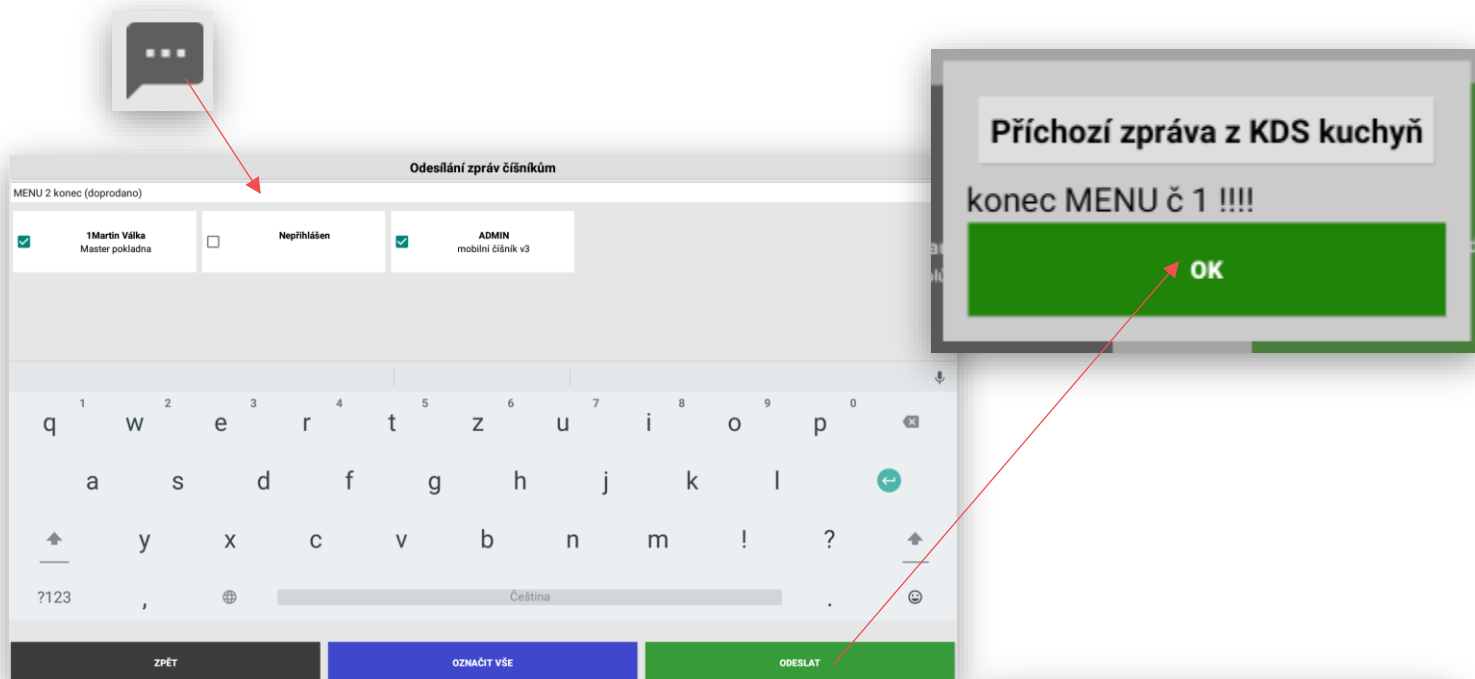 Příchozí zpráva z KDS kuchyň
konec MENU č 1 !!!!
OK
Odesílání zpráv číšníkům
MENU 2 konec (doprodano)
1Martin Válka
Master pokladna
Nepřihlášen
ADMIN
mobilní číšník v3
q 1 w 2 e 3 r 4 t 5 z 6 u 7 i 8 o 9 p 0
a s d f g h j k l
y x c v b n m ! ?
?123 , Čeština .
ZPĚT OZNAČIT VŠE ODESLAT